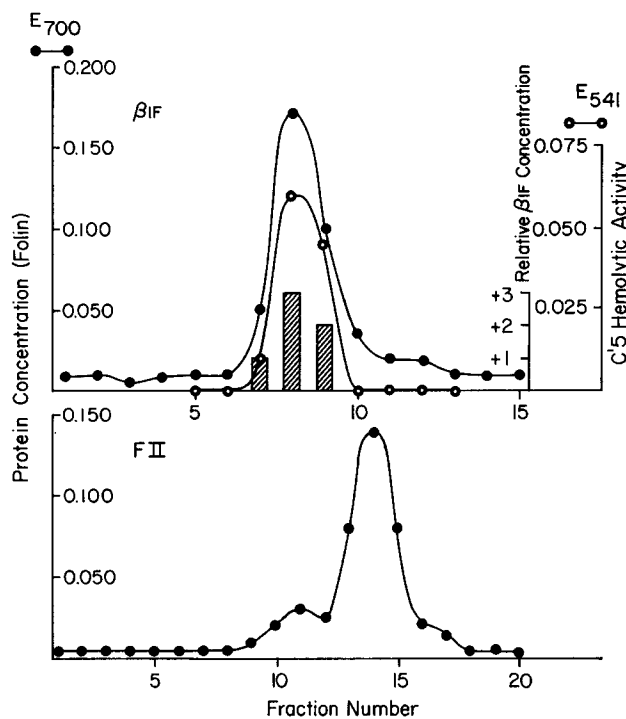 E700
0.200
0.150
0.100
0.050
Protein Concentration (Folin)
βIF
Relative βIF Concentration
+3
+2
+1
E541
0.075
0.050
0.025
C'5 Hemolytic Activity
5
10
15
0.150
0.100
0.050
FII
5
10
15
20
Fraction Number